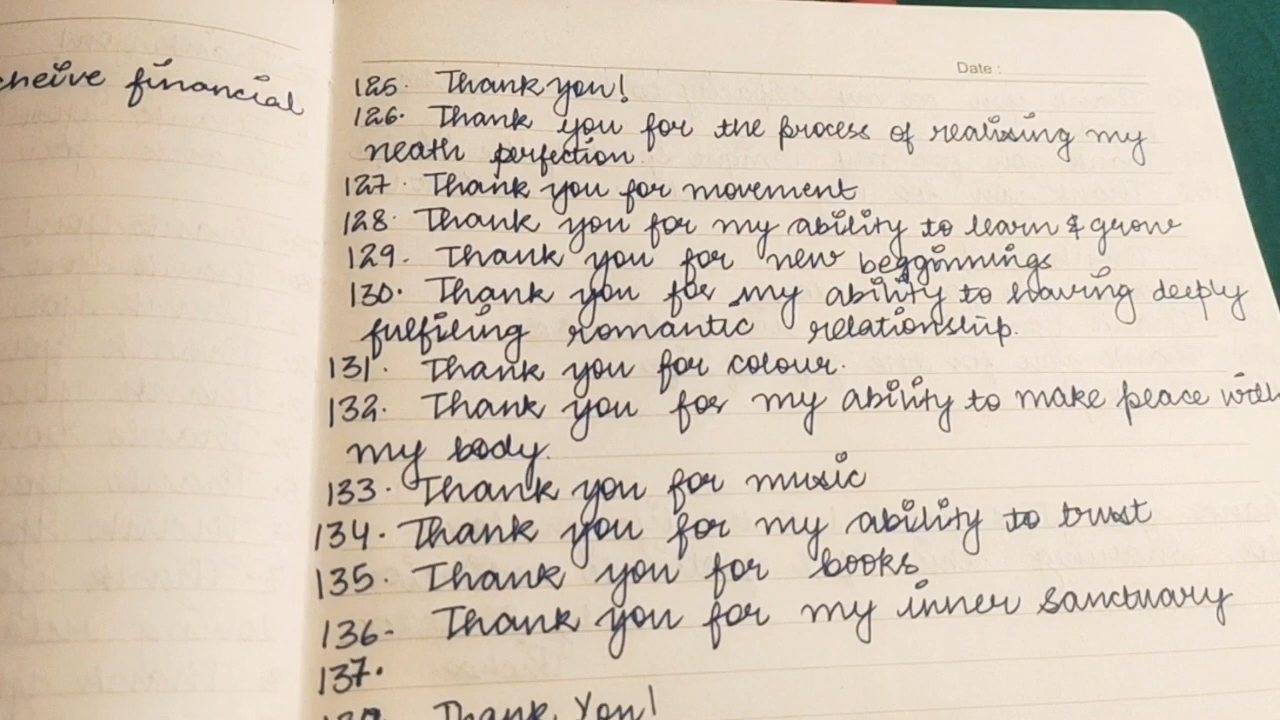 cheive financial
Date :
125. Thank you!
126. Thank you for the process of realising my
neath perfection.
127. Thank you for movement
128. Thank you for my ability to learn & grow
129. Thank you for new begginnings
130. Thank you for my ability to having deeply
fulfiling romantic relationship.
131. Thank you for colour.
132. Thank you for my ability to make peace with
my body.
133. Thank you for music
134. Thank you for my ability to trust
135. Thank you for books
136- Thank you for my inner sanctuary
137.
Thank You!